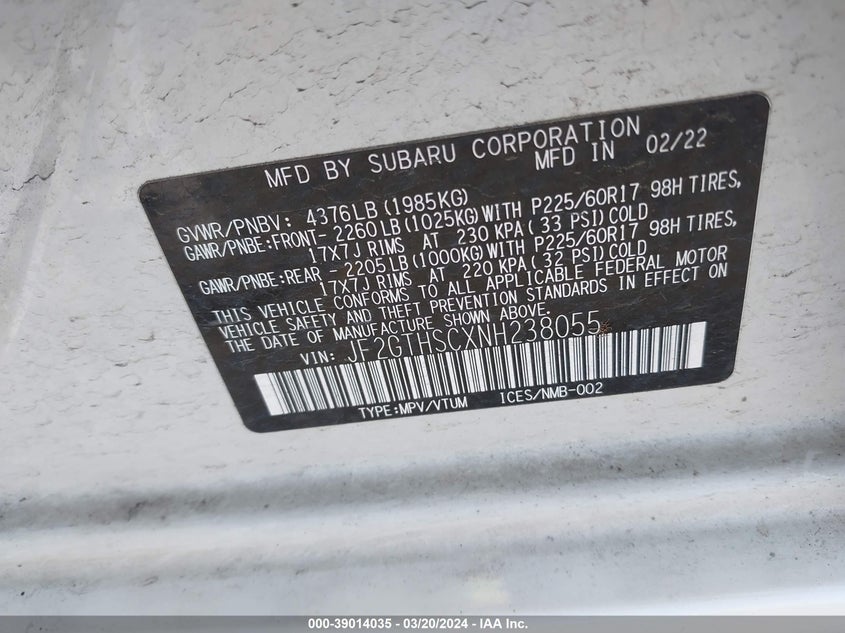 MFD BY SUBARU CORPORATION
MFD IN 02/22
GVWR/PNBV: 4376LB(1985KG)
GAWR/PNBE:FRONT- 2260LB(1025KG)WITH P225/60R17 98H TIRES,
17X7J RIMS AT 230 KPA( 33 PSI)COLD
GAWR/PNBE:REAR - 2205LB(1000KG)WITH P225/60R17 98H TIRES,
17X7J RIMS AT 220 KPA( 32 PSI)COLD
THIS VEHICLE CONFORMS TO ALL APPLICABLE FEDERAL MOTOR
VEHICLE SAFETY AND THEFT PREVENTION STANDARDS IN EFFECT ON
THE DATE OF MANUFACTURE SHOWN ABOVE.
VIN: JF2GTHSCXNH238055
TYPE:MPV/VTUM ICES/NMB-002
000-39014035 - 03/20/2024 - IAA Inc.